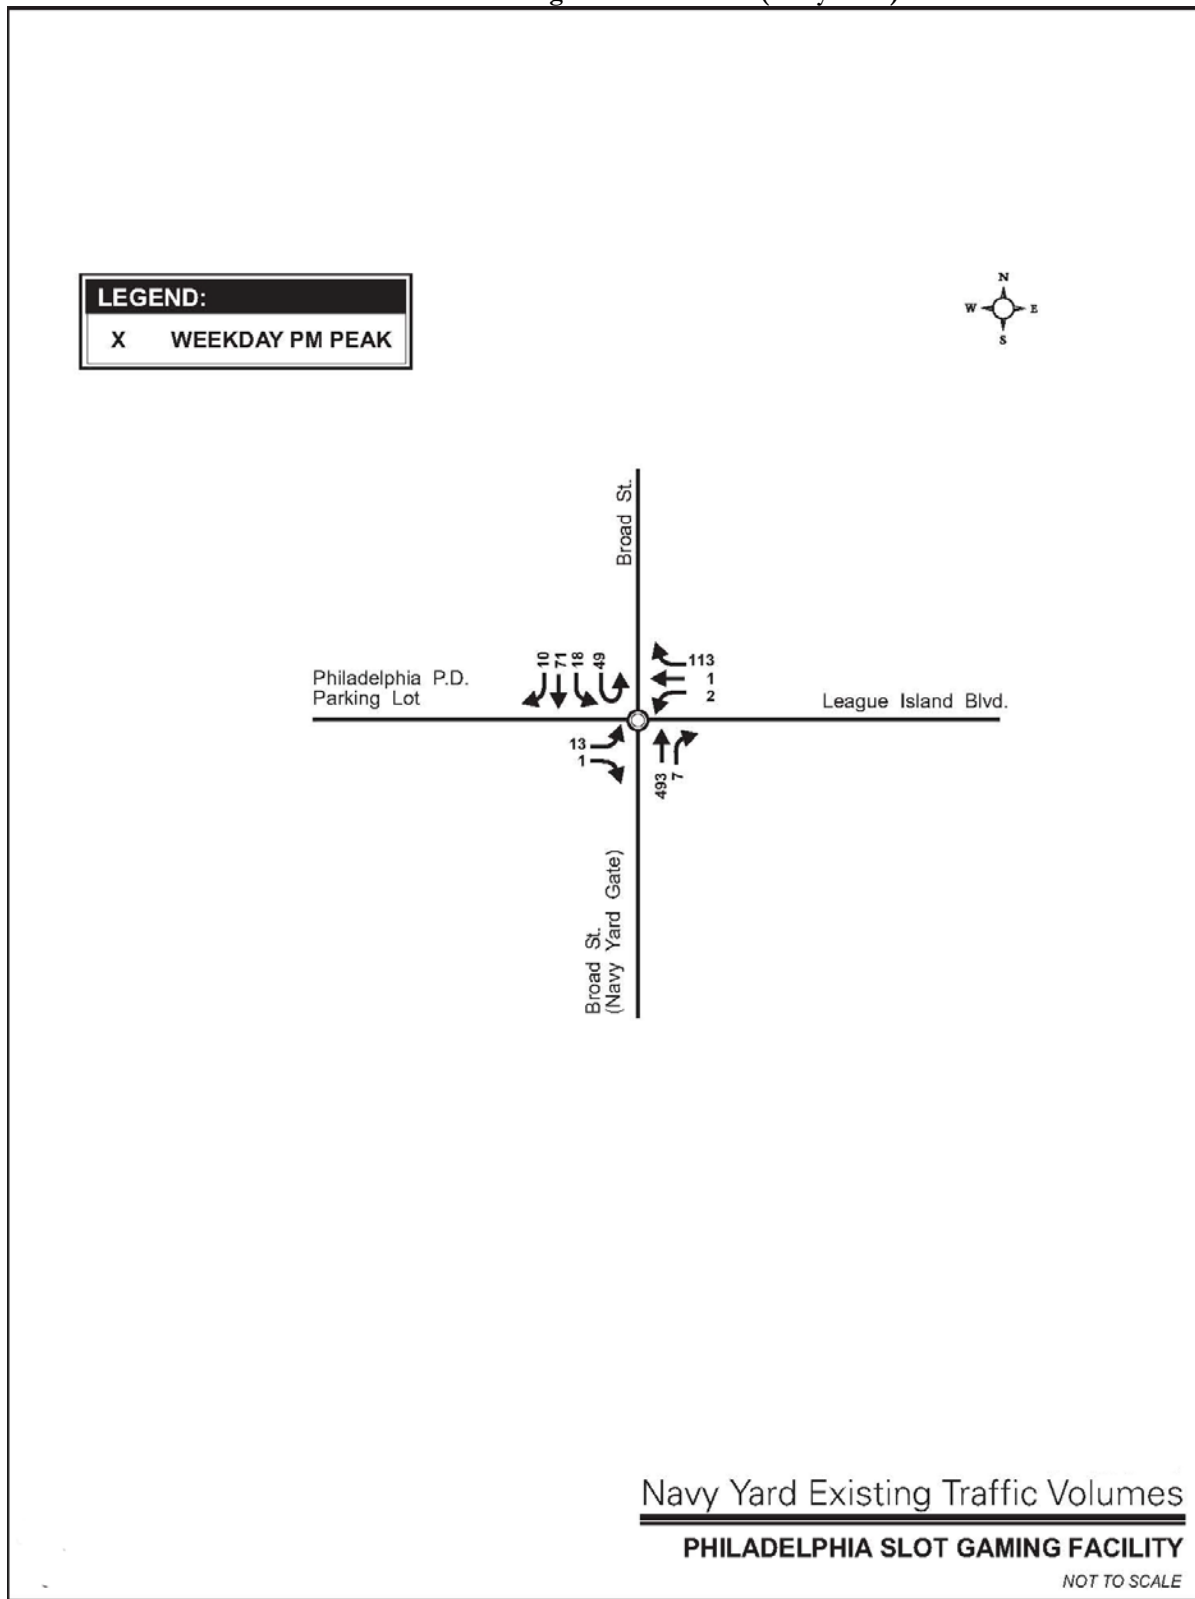 LEGEND:
X WEEKDAY PM PEAK
N
W E
S
Broad St.
Philadelphia P.D.
Parking Lot
10
71
18
49
113
1
2
League Island Blvd.
13
1
493
7
Broad St.
(Navy Yard Gate)
Navy Yard Existing Traffic Volumes
PHILADELPHIA SLOT GAMING FACILITY
NOT TO SCALE